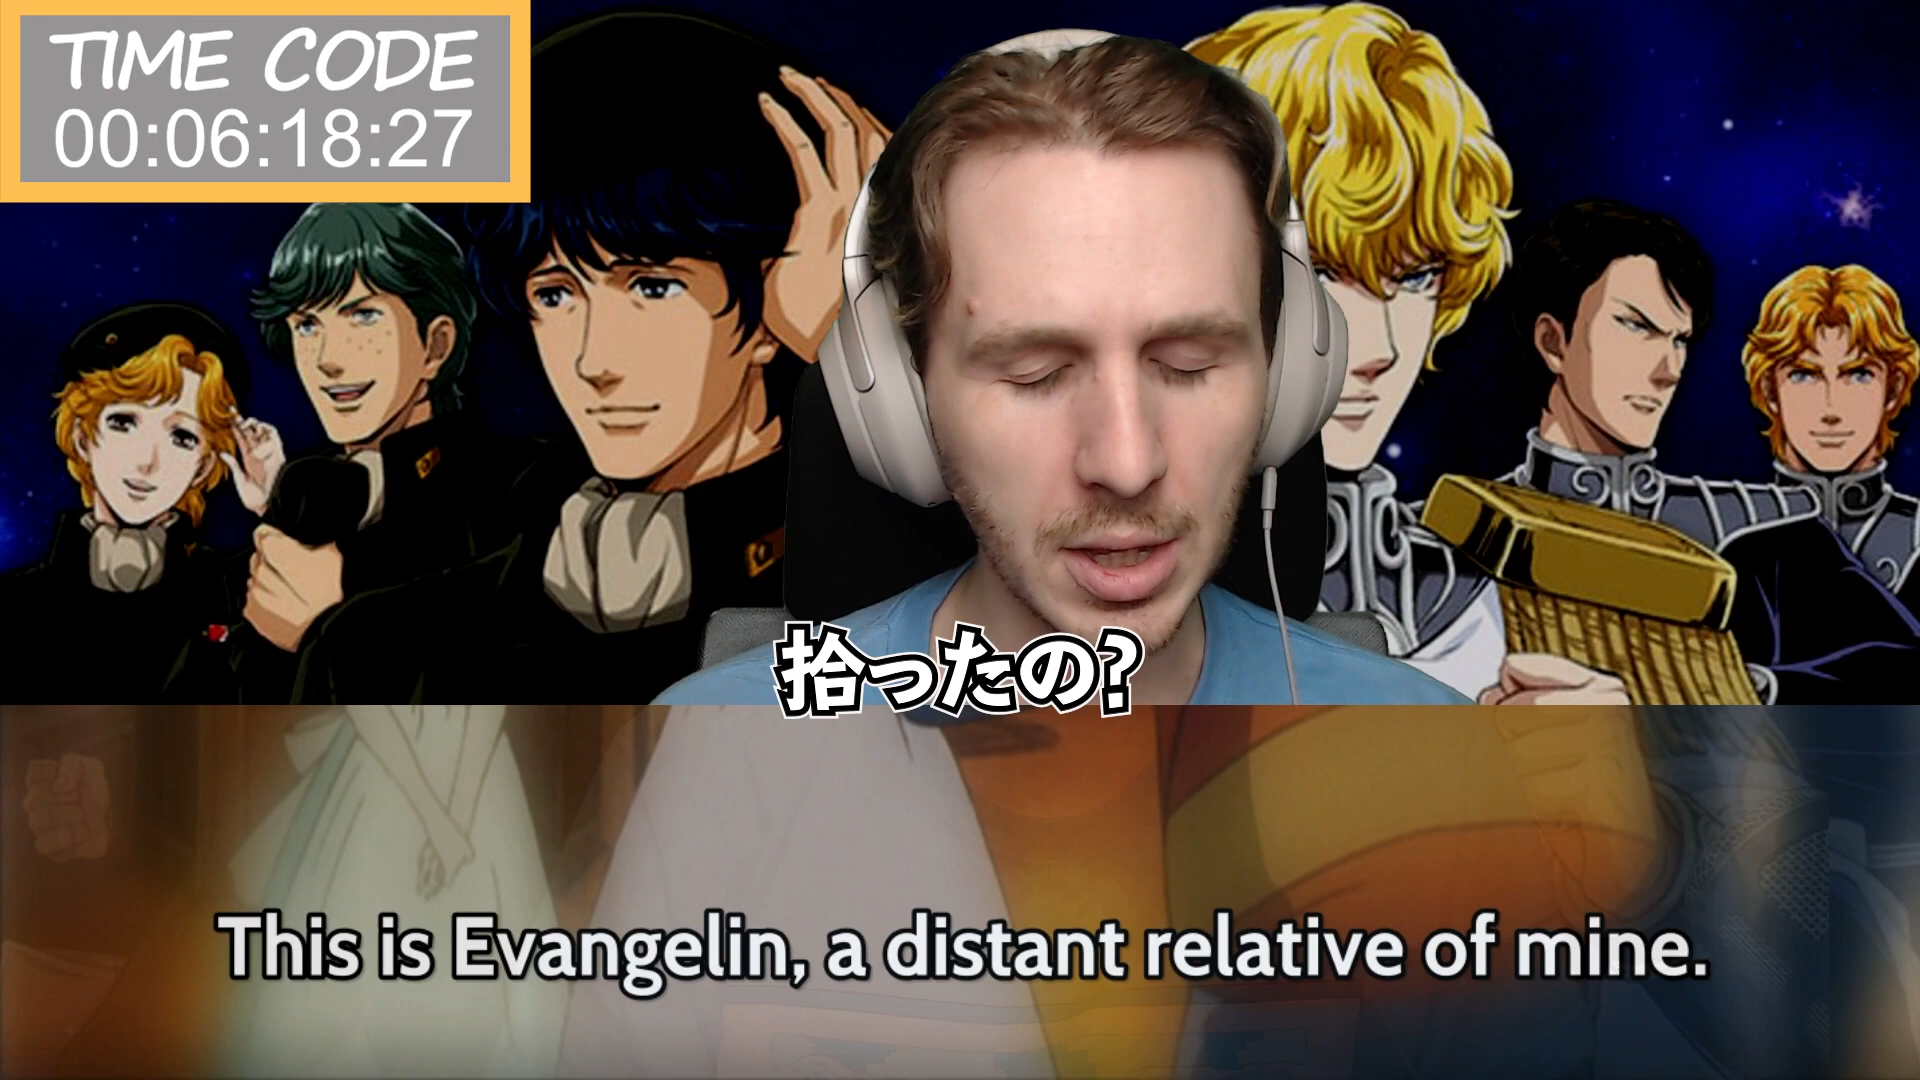 TIME CODE
00:06:18:27
拾ったの?
This is Evangelin, a distant relative of mine.